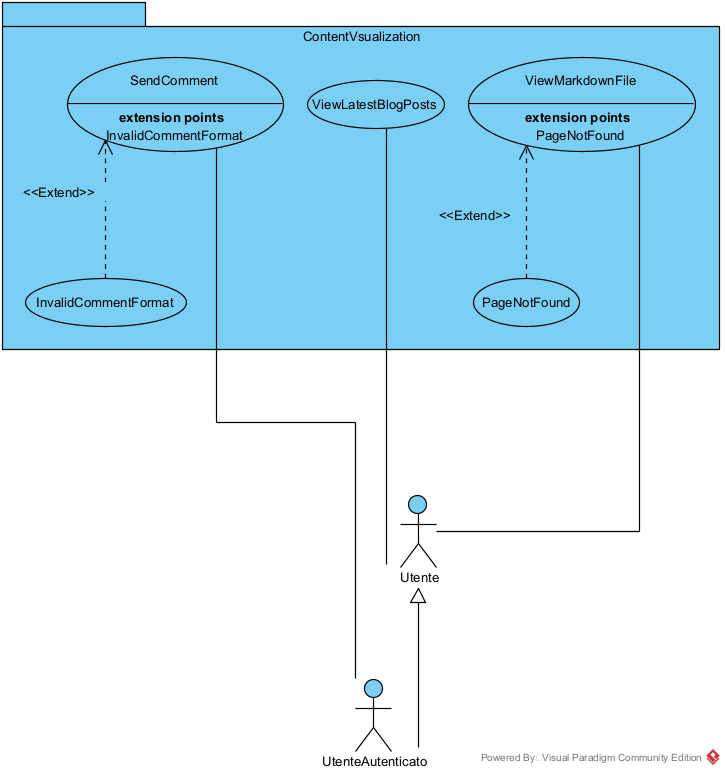 ContentVsualization
SendComment
extension points
InvalidCommentFormat
ViewLatestBlogPosts
ViewMarkdownFile
extension points
PageNotFound
<<Extend>>
<<Extend>>
InvalidCommentFormat
PageNotFound
Utente
UtenteAutenticato
Powered By Visual Paradigm Community Edition